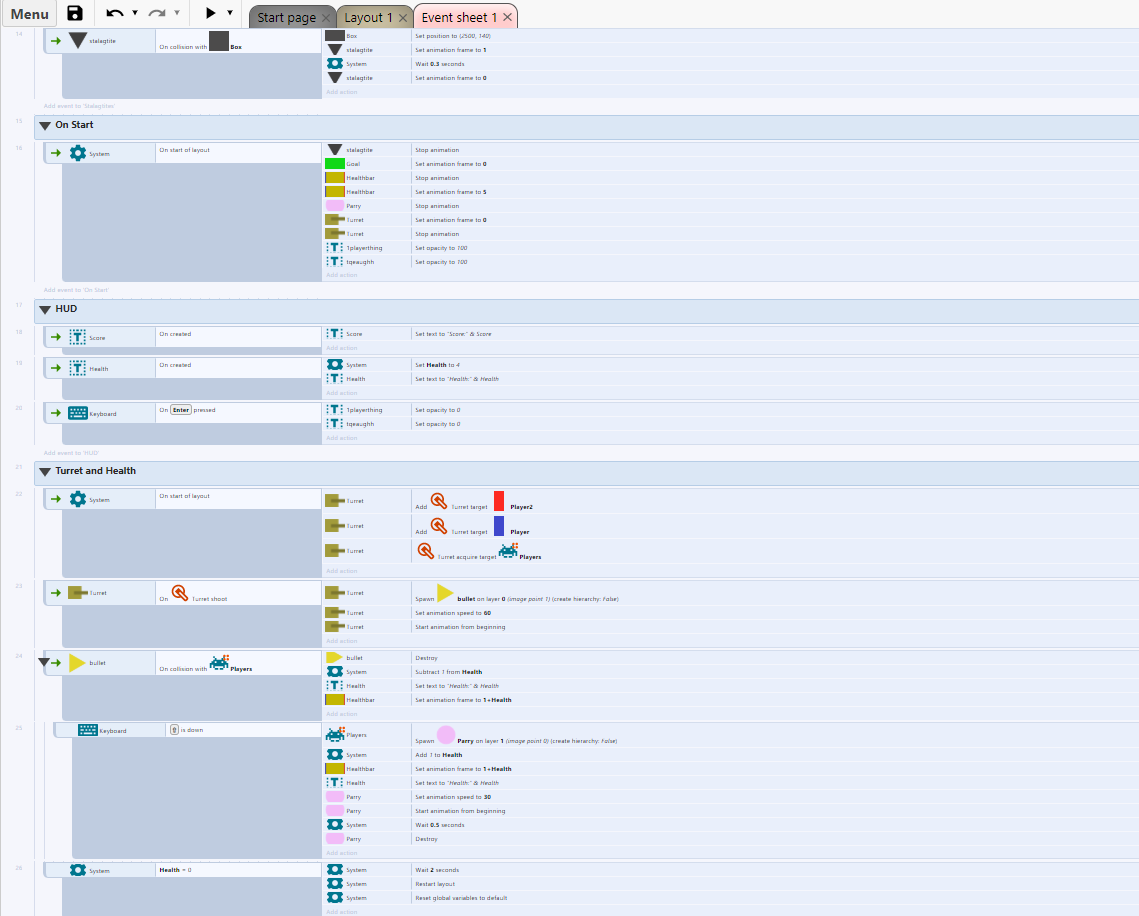 Menu Start page Layout 1 Event sheet 1
14 stalagtite On collision with Box Box Set position to (2500, 140)
stalagtite Set animation frame to 1
System Wait 0.3 seconds
stalagtite Set animation frame to 0
Add action
Add event to 'Stalagtites'
15 On Start
16 System On start of layout stalagtite Stop animation
Goal Set animation frame to 0
Healthbar Stop animation
Healthbar Set animation frame to 5
Parry Stop animation
Turret Set animation frame to 0
Turret Stop animation
1playerthing Set opacity to 100
tqeaughh Set opacity to 100
Add action
Add event to 'On Start'
17 HUD
18 Score On created Score Set text to "Score:" & Score
Add action
19 Health On created System Set Health to 4
Health Set text to "Health:" & Health
Add action
20 Keyboard On Enter pressed 1playerthing Set opacity to 0
tqeaughh Set opacity to 0
Add action
Add event to 'HUD'
21 Turret and Health
22 System On start of layout Turret Add Turret target Player2
Turret Add Turret target Player
Turret Turret acquire target Players
Add action
23 Turret On Turret shoot Turret Spawn bullet on layer 0 (image point 1) (create hierarchy: False)
Turret Set animation speed to 60
Turret Start animation from beginning
Add action
24 bullet On collision with Players bullet Destroy
System Subtract 1 from Health
Health Set text to "Health:" & Health
Healthbar Set animation frame to 1+Health
Add action
25 Keyboard is down Players Spawn Parry on layer 1 (image point 0) (create hierarchy: False)
System Add 1 to Health
Healthbar Set animation frame to 1+Health
Health Set text to "Health:" & Health
Parry Set animation speed to 30
Parry Start animation from beginning
System Wait 0.5 seconds
Parry Destroy
Add action
26 System Health = 0 System Wait 2 seconds
System Restart layout
System Reset global variables to default
Add action